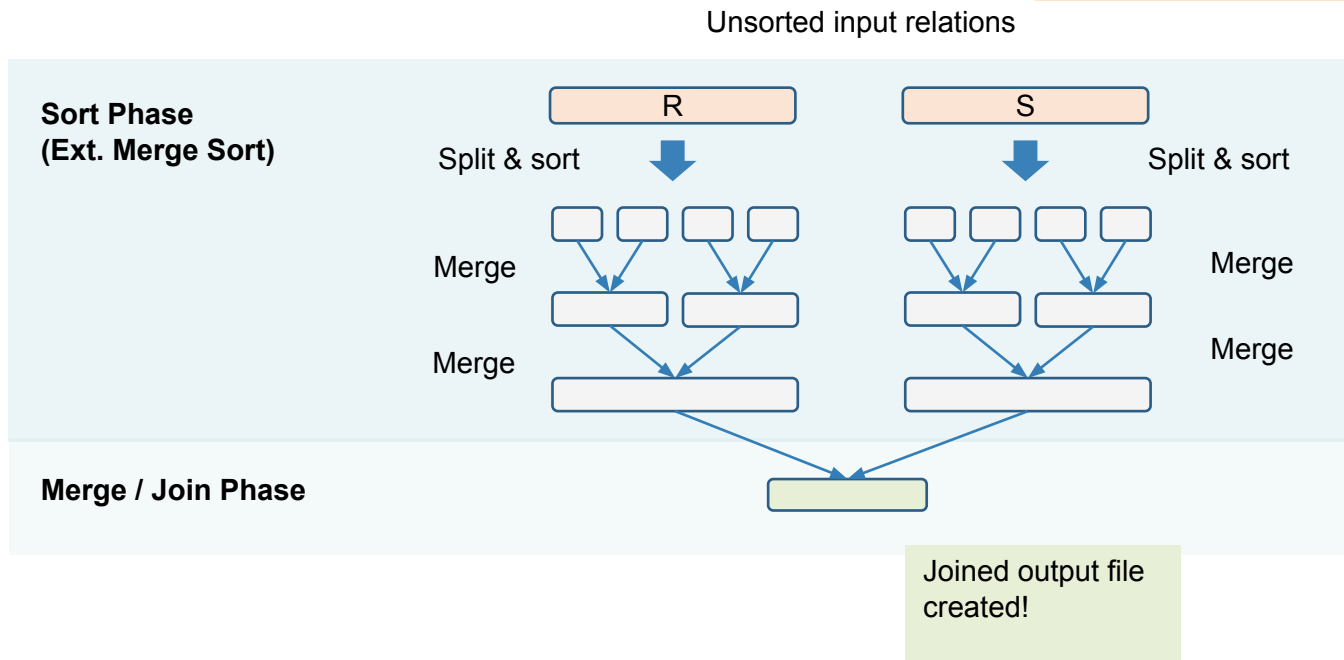 Unsorted input relations
Sort Phase
(Ext. Merge Sort)
R
S
Split & sort
Split & sort
Merge
Merge
Merge
Merge
Merge / Join Phase
Joined output file
created!